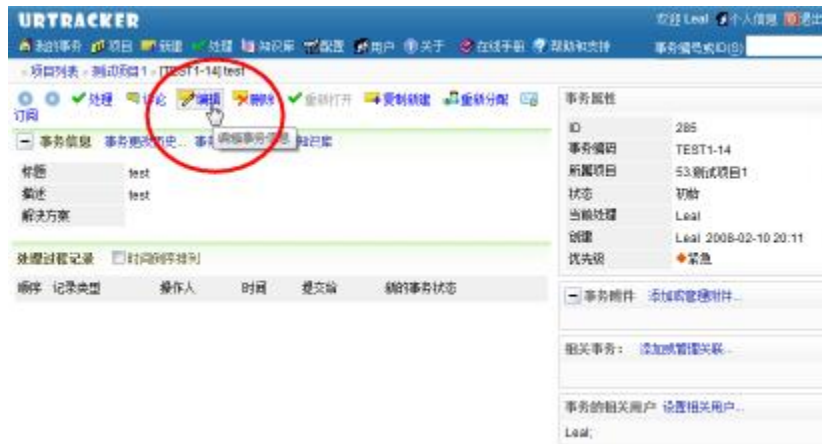 URTRACKER
欢迎 Leal 个人信息 退出
我的事务 项目 新建 处理 知识库 配置 用户 关于 在线手册 帮助和支持 事务编号或ID(S)
项目列表 测试项目1 [TEST1-14] test
处理 评论 编辑 删除 重新打开 复制新建 重新分配
订阅
编辑事务信息
事务信息 事务更改历史... 知识库
标题 test
描述 test
解决方案
处理过程记录 时间倒序排列
顺序 记录类型 操作人 时间 提交给 新的事务状态
事务属性
ID 285
事务编码 TEST1-14
所属项目 53.测试项目1
状态 初始
当前处理 Leal
创建 Leal 2008-02-10 20:11
优先级 紧急
事务附件 添加或管理附件...
相关事务： 添加或管理关联...
事务的相关用户 设置相关用户...
Leal;